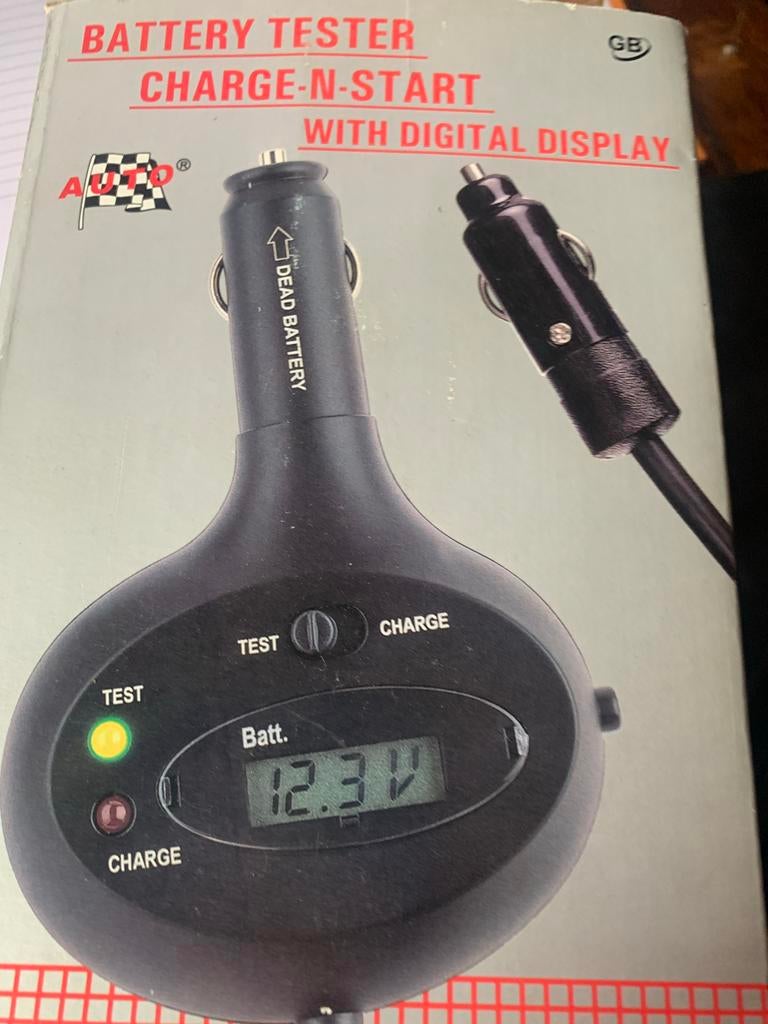 BATTERY TESTER
GB
CHARGE-N-START
WITH DIGITAL DISPLAY
AUTO®
DEAD BATTERY
TEST
CHARGE
TEST
Batt.
12.3V
CHARGE